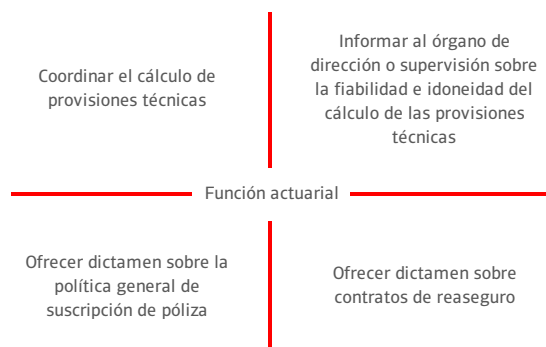 Coordinar el cálculo de
provisiones técnicas
Informar al órgano de
dirección o supervisión sobre
la fiabilidad e idoneidad del
cálculo de las provisiones
técnicas
Función actuarial
Ofrecer dictamen sobre la
política general de
suscripción de póliza
Ofrecer dictamen sobre
contratos de reaseguro